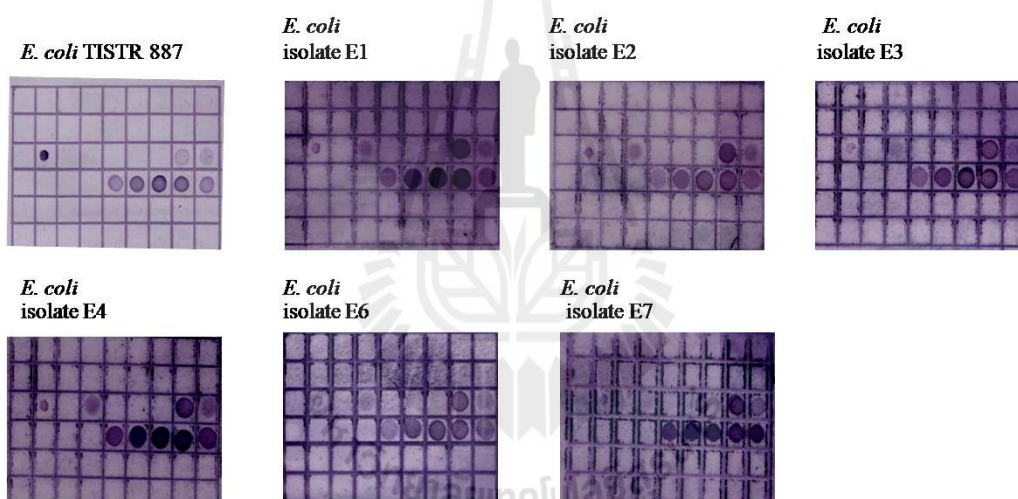 E. coli TISTR 887
E. coli
isolate E1
E. coli
isolate E2
E. coli
isolate E3
E. coli
isolate E4
E. coli
isolate E6
E. coli
isolate E7